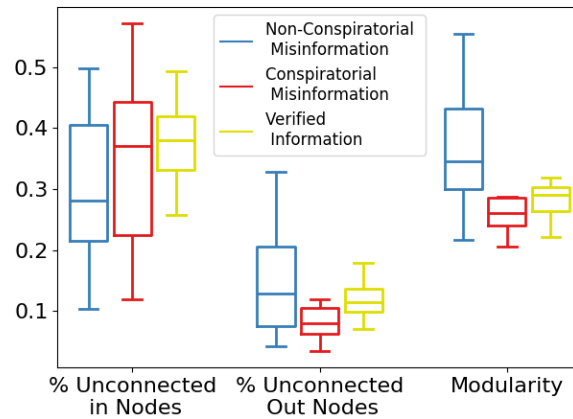 Non-Conspiratorial
Misinformation
Conspiratorial
Misinformation
Verified
Information
0.5
0.4
0.3
0.2
0.1
% Unconnected
in Nodes
% Unconnected
Out Nodes
Modularity